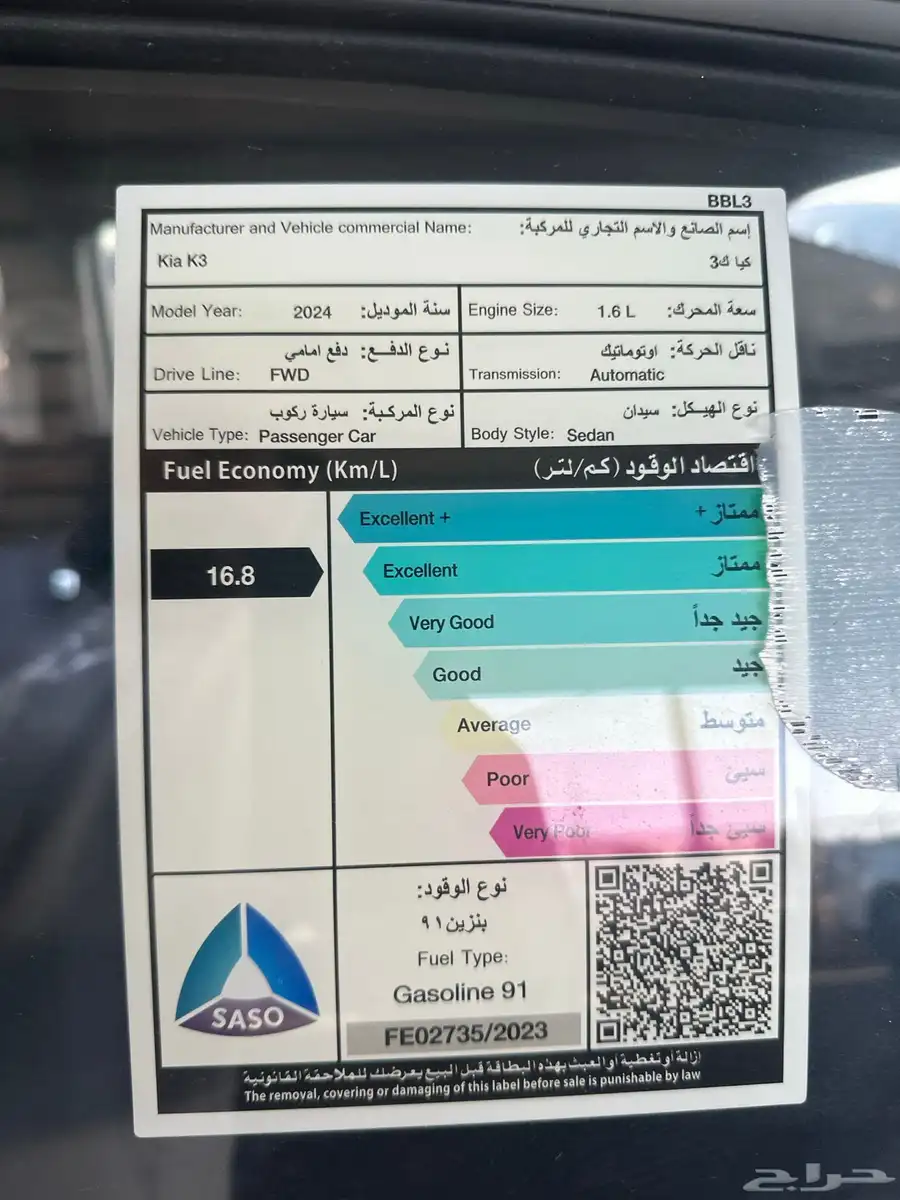 BBL3
Manufacturer and Vehicle commercial Name: إسم الصانع والاسم التجاري للمركبة:
Kia K3 كيا ك3
Model Year: 2024 سنة الموديل: Engine Size: 1.6 L سعة المحرك:
نوع الدفع: دفع امامي ناقل الحركة: اوتوماتيك
Drive Line: FWD Transmission: Automatic
نوع المركبة: سيارة ركوب نوع الهيكل: سيدان
Vehicle Type: Passenger Car Body Style: Sedan
Fuel Economy (Km/L) اقتصاد الوقود (كم/لتر)
Excellent + ممتاز +
16.8 Excellent ممتاز
Very Good جيد جداً
Good جيد
Average متوسط
Poor سيئ
Very Poor سيئ جداً
نوع الوقود:
بنزين ٩١
Fuel Type:
Gasoline 91
SASO
FE02735/2023
إزالة أو تغطية أو العبث بهذه البطاقة قبل البيع يعرضك للملاحقة القانونية
The removal, covering or damaging of this label before sale is punishable by law
حراج